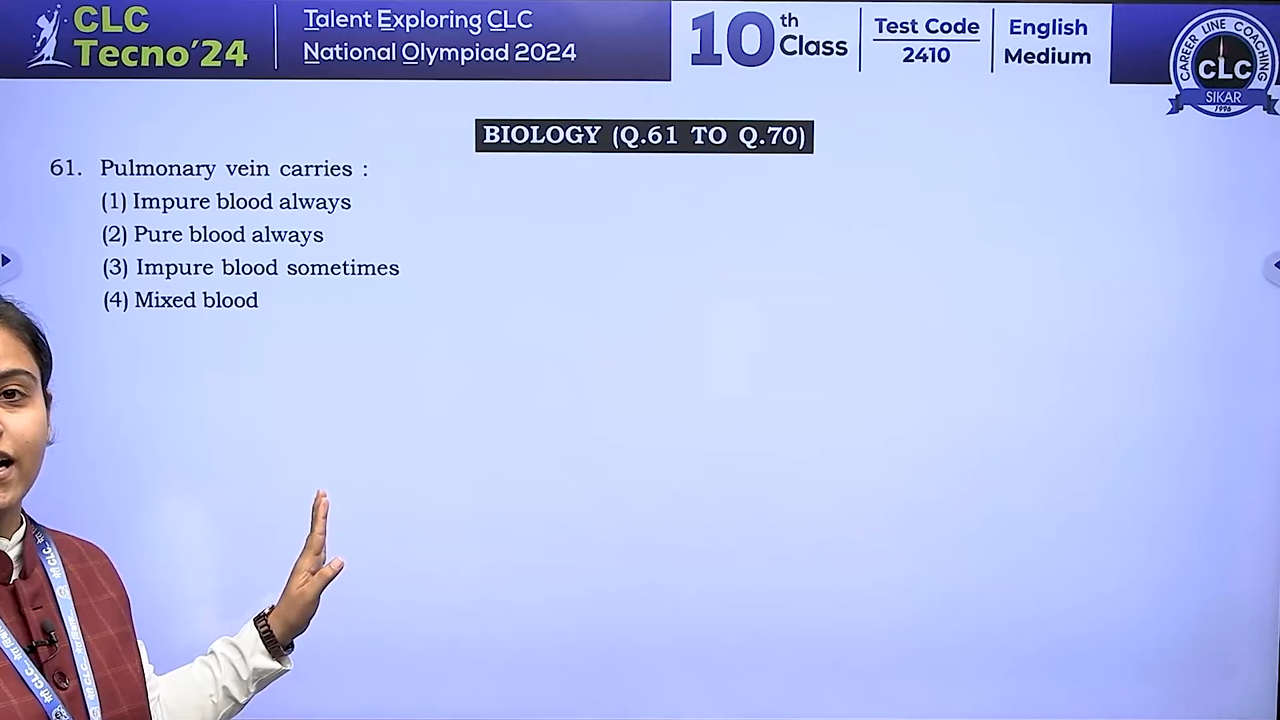 CLC
Tecno'24
Talent Exploring CLC
National Olympiad 2024
10th
Class
Test Code
2410
English
Medium
CAREER LINE COACHING
CLC
SIKAR
1996
BIOLOGY (Q.61 TO Q.70)
61. Pulmonary vein carries :
(1) Impure blood always
(2) Pure blood always
(3) Impure blood sometimes
(4) Mixed blood